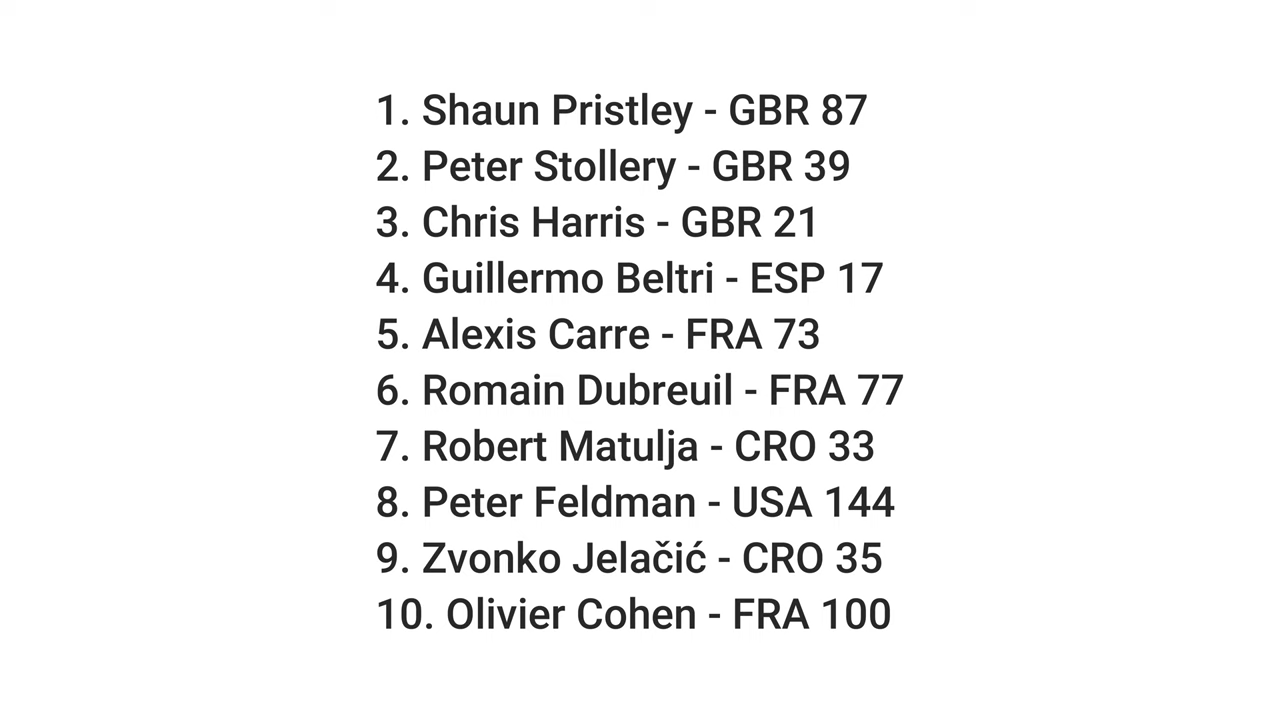 1. Shaun Pristley - GBR 87
2. Peter Stollery - GBR 39
3. Chris Harris - GBR 21
4. Guillermo Beltri - ESP 17
5. Alexis Carre - FRA 73
6. Romain Dubreuil - FRA 77
7. Robert Matulja - CRO 33
8. Peter Feldman - USA 144
9. Zvonko Jelačić - CRO 35
10. Olivier Cohen - FRA 100